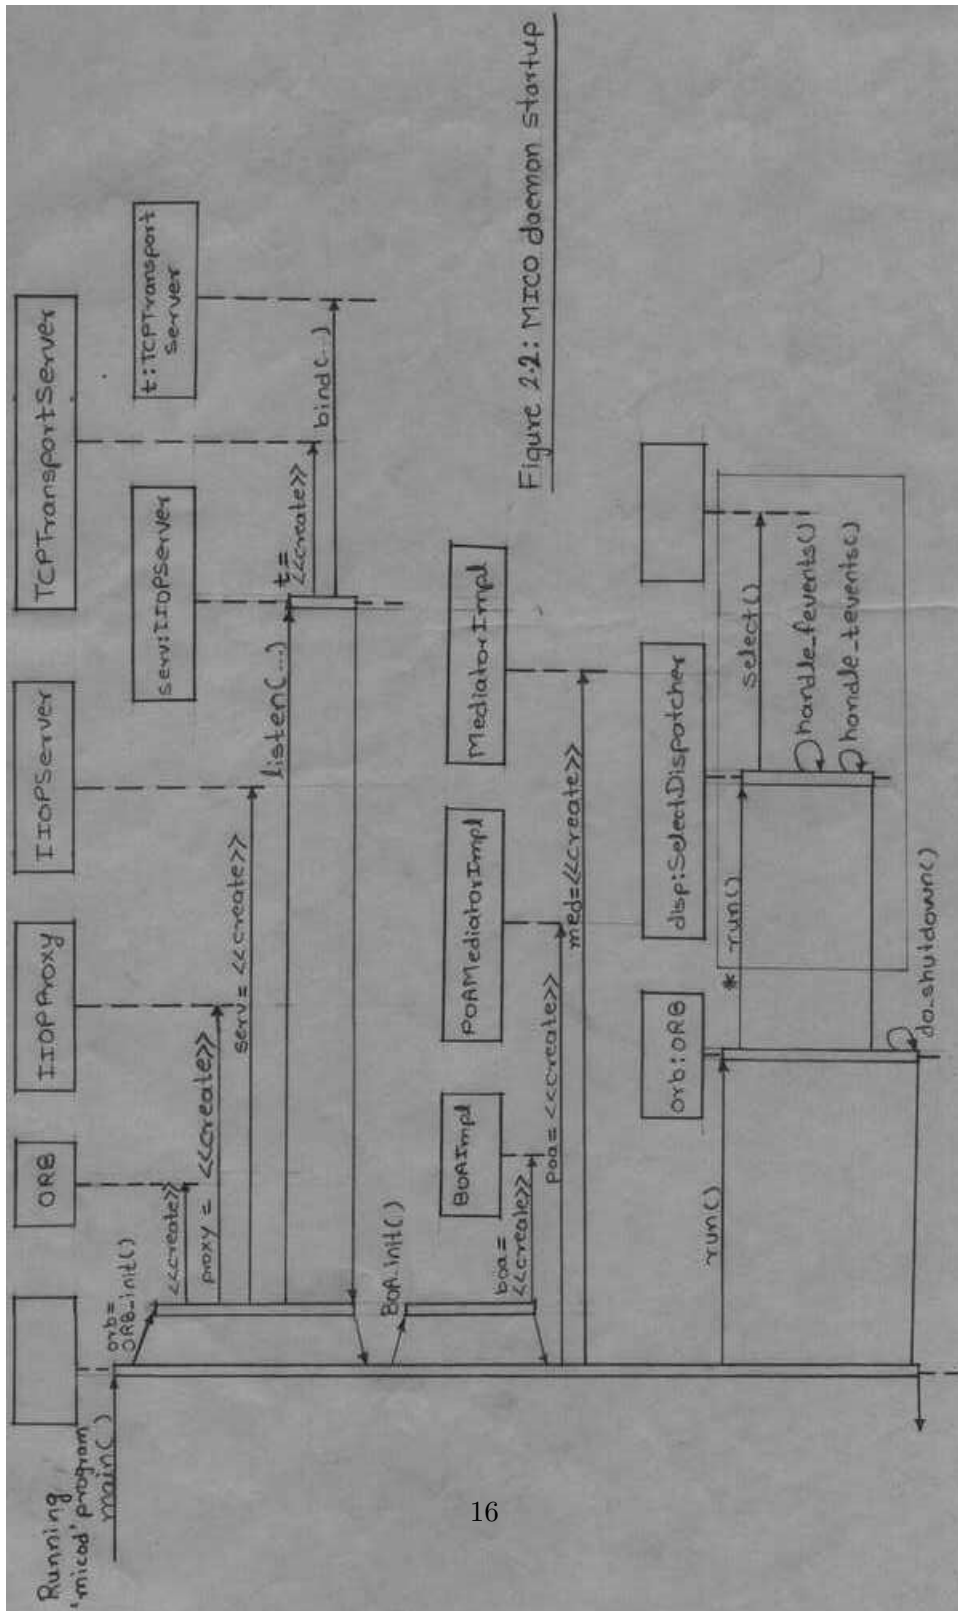 Running
'micod' program
main()
ORB
IIOPProxy
IIOPServer
TCPTransportServer
orb=
ORB_init()
<<create>>
proxy = <<create>>
serv = <<create>>
serv:IIOPServer
t:TCPTransport
Server
listen(...)
t=
<<create>>
bind(...)
BOA.init()
BOAImpl
POAMediatorImpl
MediatorImpl
boa=
<<create>>
poa= <<create>>
med=<<create>>
Figure 2.2: MICO daemon startup
orb:ORB
disp:SelectDispatcher
run()
* run()
select()
handle_fevents()
handle_tevents()
do_shutdown()
16